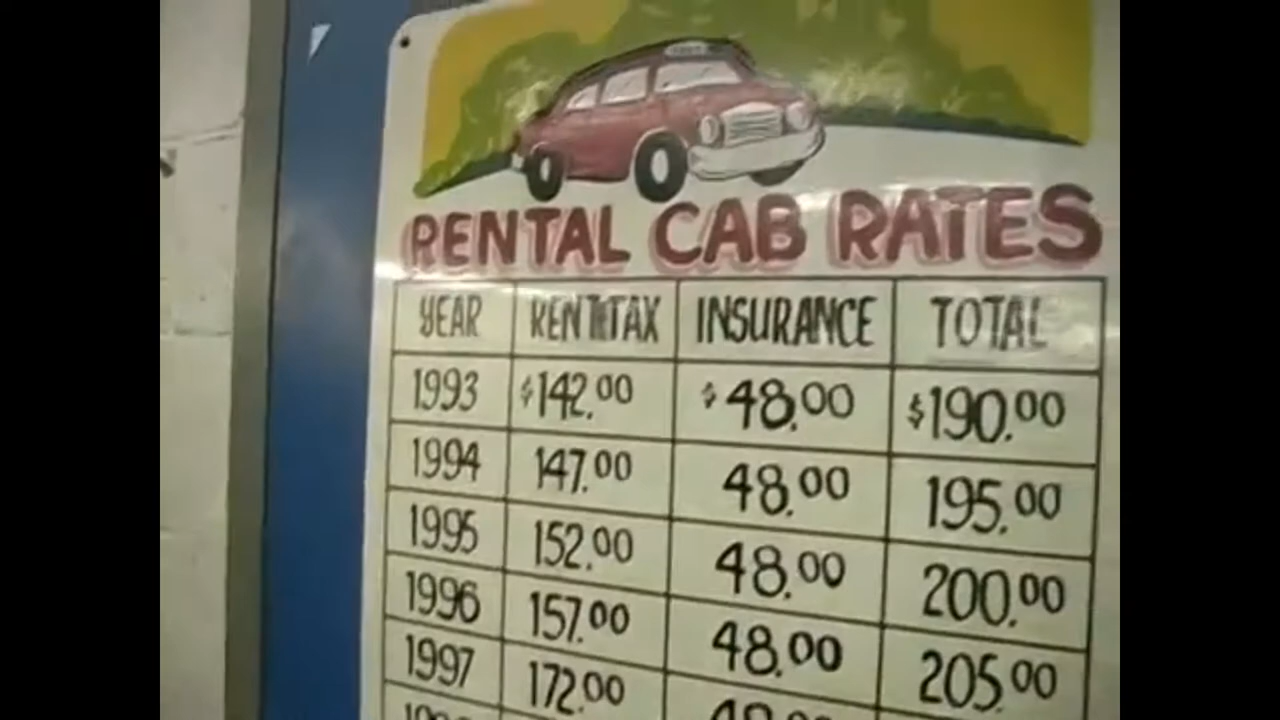 RENTAL CAB RATES
YEAR RENT+TAX INSURANCE TOTAL
1993 $142.00 $48.00 $190.00
1994 147.00 48.00 195.00
1995 152.00 48.00 200.00
1996 157.00 48.00 205.00
1997 172.00 48.00